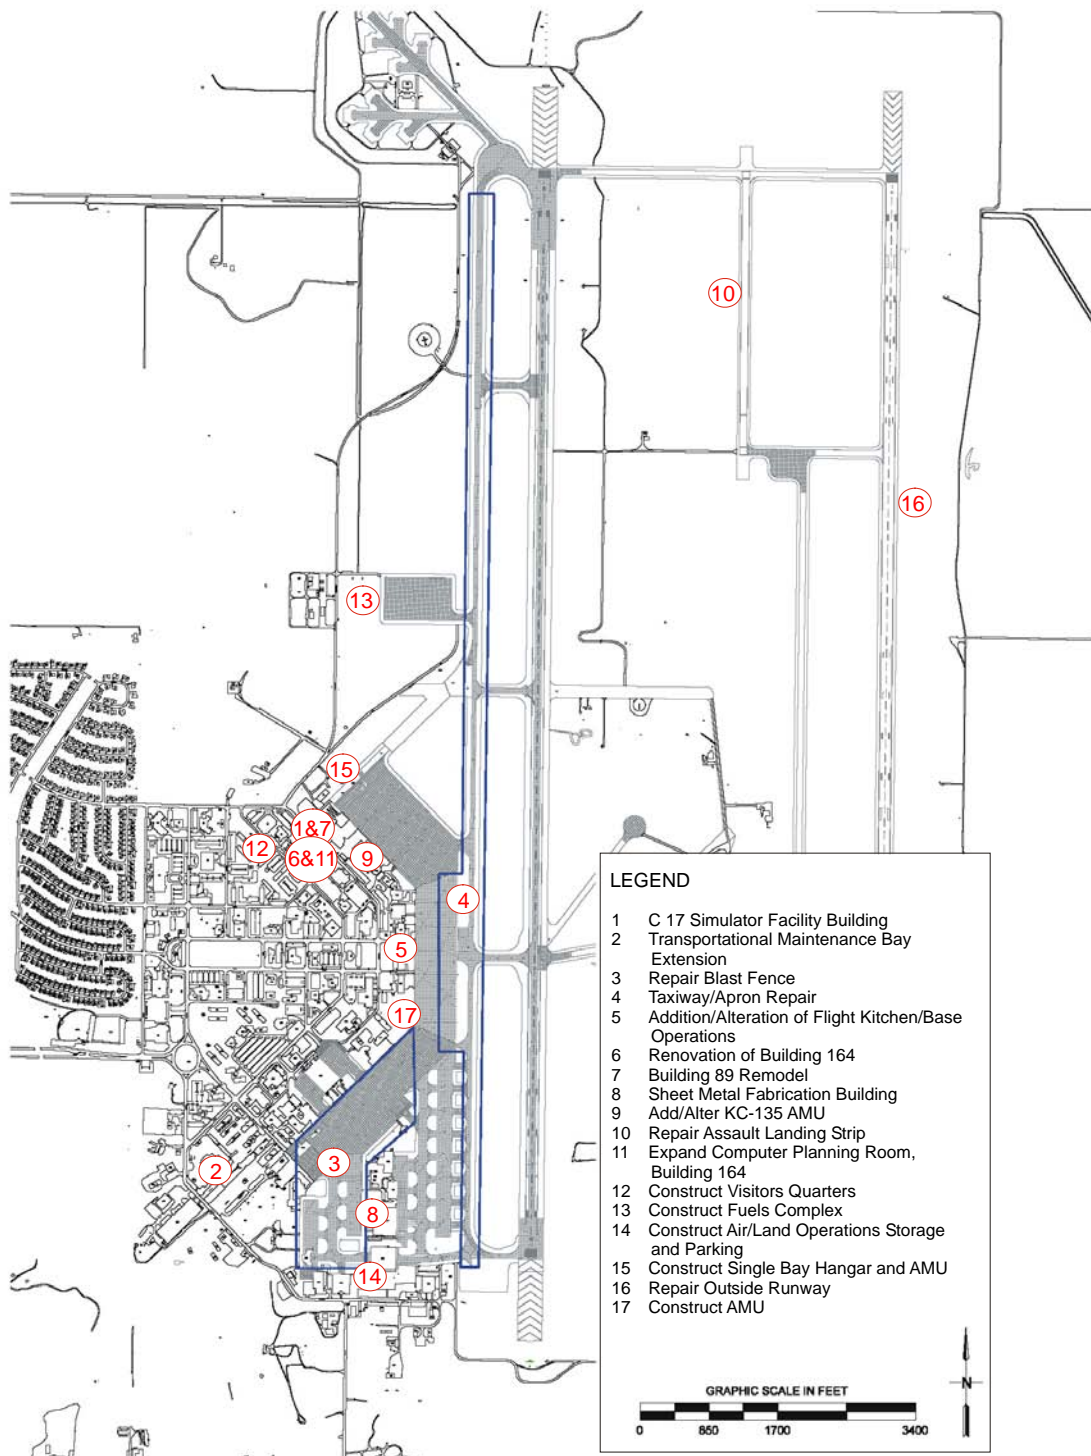 10
16
13
15
1&7
12
6&11
9
4
5
17
3
2
8
14
LEGEND
1 C 17 Simulator Facility Building
2 Transportational Maintenance Bay
Extension
3 Repair Blast Fence
4 Taxiway/Apron Repair
5 Addition/Alteration of Flight Kitchen/Base
Operations
6 Renovation of Building 164
7 Building 89 Remodel
8 Sheet Metal Fabrication Building
9 Add/Alter KC-135 AMU
10 Repair Assault Landing Strip
11 Expand Computer Planning Room,
Building 164
12 Construct Visitors Quarters
13 Construct Fuels Complex
14 Construct Air/Land Operations Storage
and Parking
15 Construct Single Bay Hangar and AMU
16 Repair Outside Runway
17 Construct AMU
N
GRAPHIC SCALE IN FEET
0 850 1700 3400